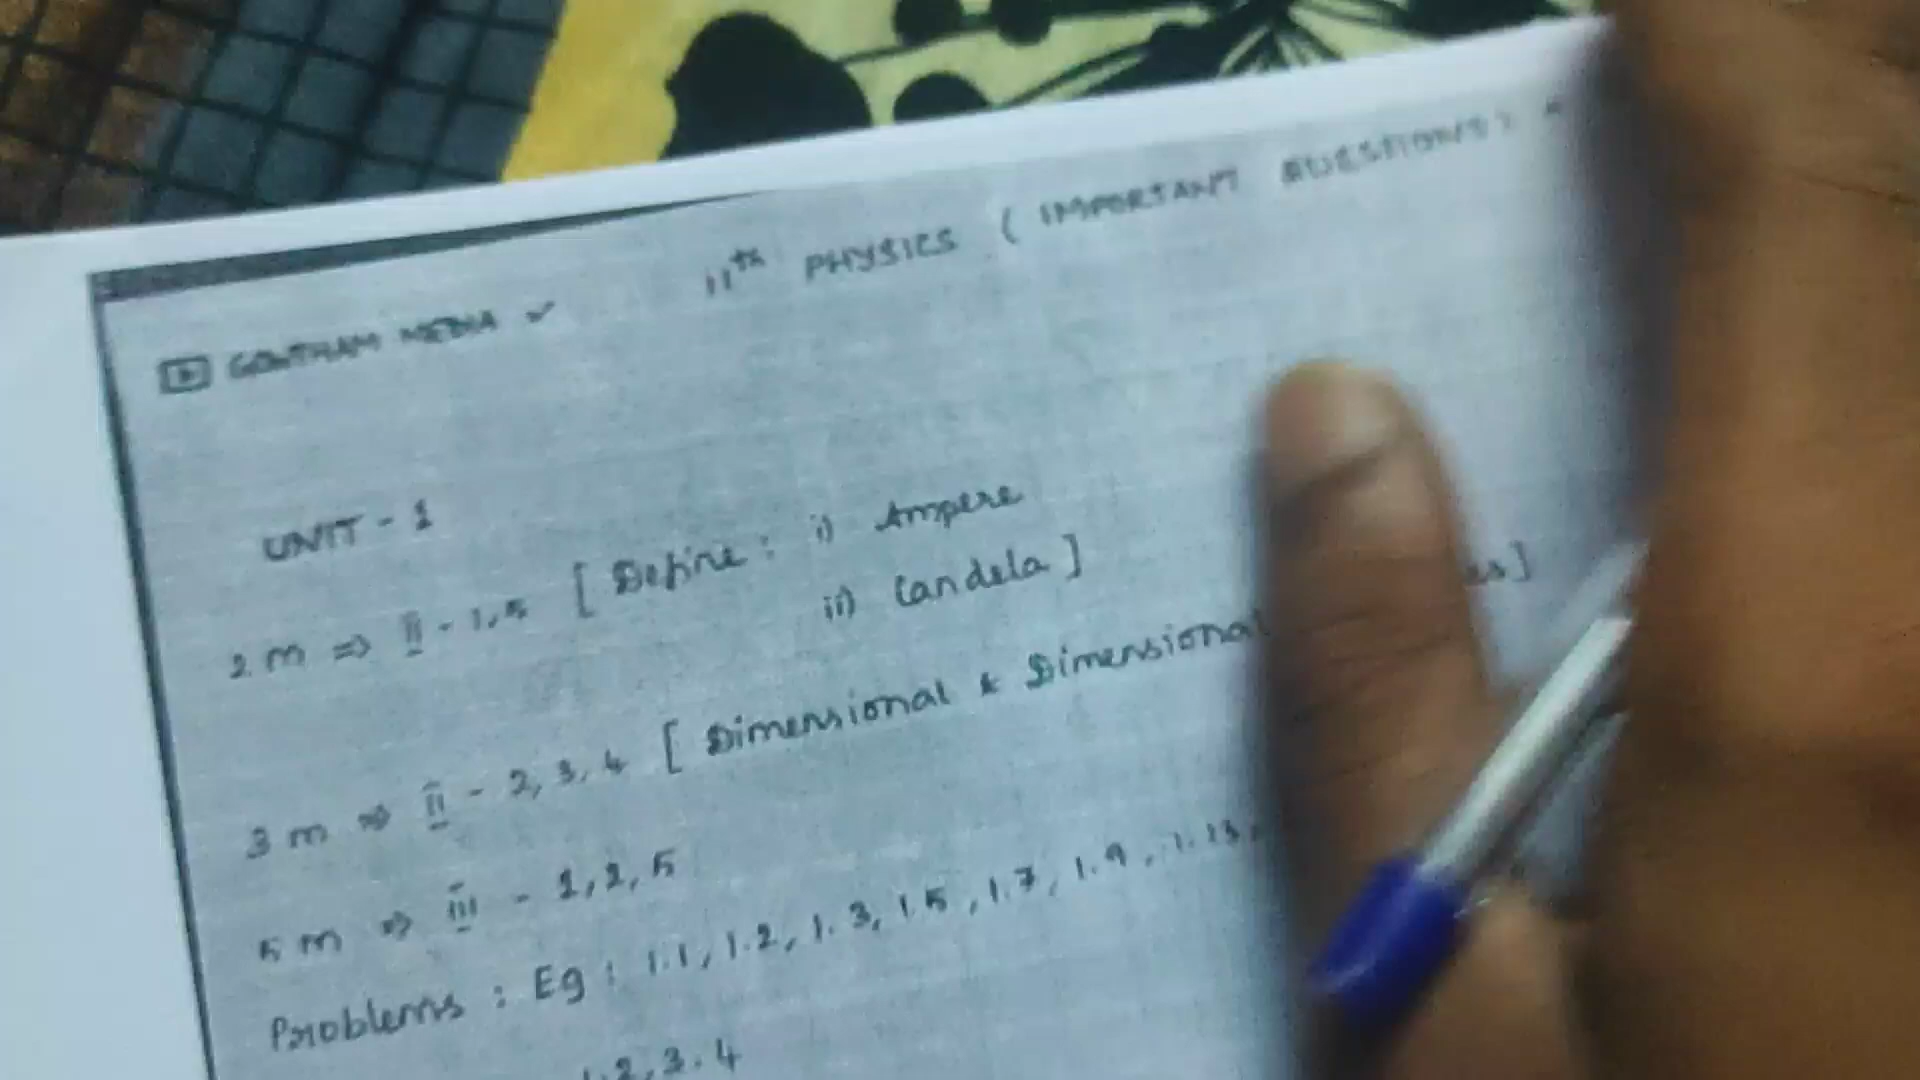 11th PHYSICS ( IMPORTANT QUESTIONS )
GOWTHAM MEDIA ✓
UNIT - 1
2 m ⇒ II - 1,5 [ Define : i) Ampere
ii) Candela ]
3 m ⇒ II - 2, 3, 4 [ Dimensional & Dimensional es]
5 m ⇒ III - 1, 2, 5
Problems : Eg : 1.1, 1.2, 1.3, 1.5, 1.7, 1.9, 1.13,
1.2,3.4